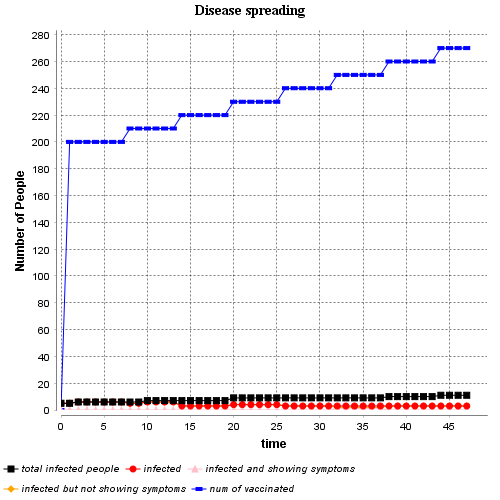 Disease spreading
280
260
240
220
200
180
160
140
120
100
80
60
40
20
0
Number of People
0 5 10 15 20 25 30 35 40 45
time
total infected people infected infected and showing symptoms
infected but not showing symptoms num of vaccinated